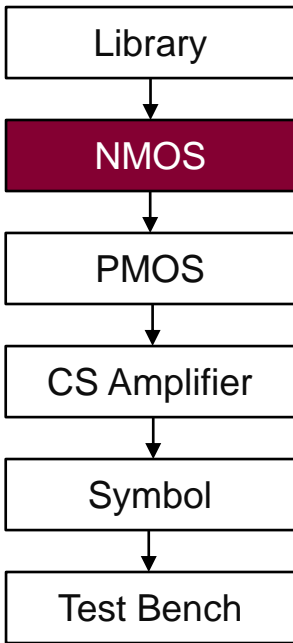 Library
NMOS
PMOS
CS Amplifier
Symbol
Test Bench